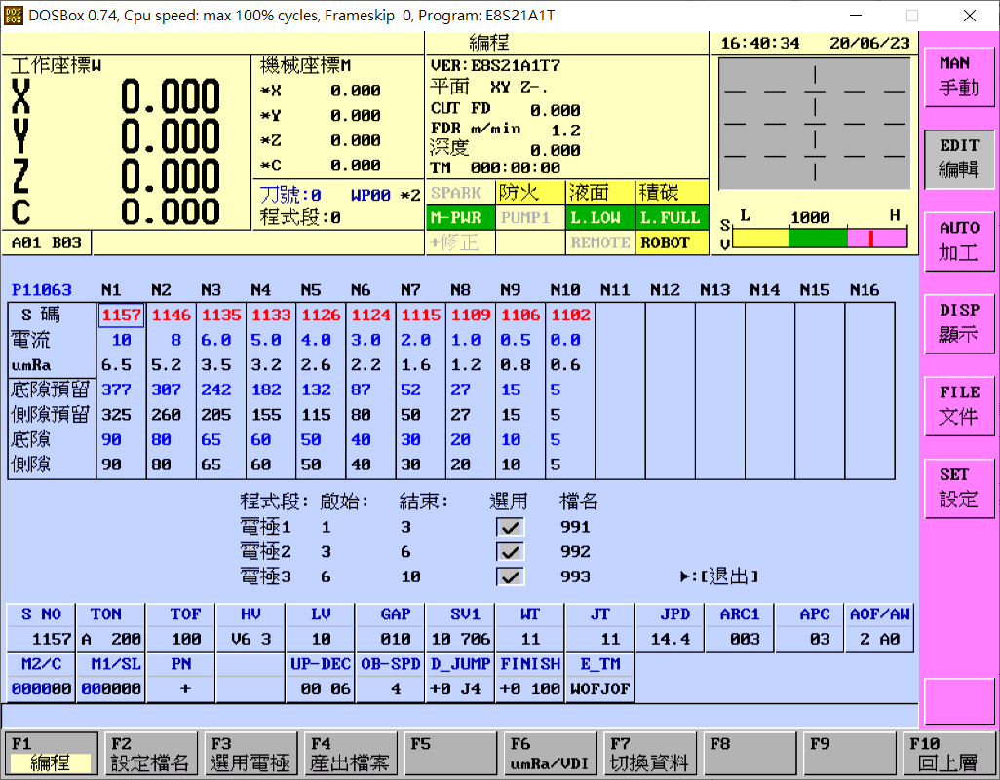 DOSBox 0.74, Cpu speed: max 100% cycles, Frameskip 0, Program: E8S21A1T
編程
16:40:34 20/06/23
工作座標W
X 0.000
Y 0.000
Z 0.000
C 0.000
A01 B03
機械座標M
*X 0.000
*Y 0.000
*Z 0.000
*C 0.000
刀號:0 WP00 *2
程式段:0
VER:E8S21A1T7
平面 XY Z-.
CUT FD 0.000
FDR m/min 1.2
深度 0.000
TM 000:00:00
SPARK 防火 液面 積碳
M-PWR PUMP1 L.LOW L.FULL
+修正 REMOTE ROBOT
L 1000 H
S
V
MAN
手動
EDIT
編輯
AUTO
加工
DISP
顯示
FILE
文件
SET
設定
P11063 N1 N2 N3 N4 N5 N6 N7 N8 N9 N10 N11 N12 N13 N14 N15 N16
S 碼 1157 1146 1135 1133 1126 1124 1115 1109 1106 1102
電流 10 8 6.0 5.0 4.0 3.0 2.0 1.0 0.5 0.0
umRa 6.5 5.2 3.5 3.2 2.6 2.2 1.6 1.2 0.8 0.6
底隙預留 377 307 242 182 132 87 52 27 15 5
側隙預留 325 260 205 155 115 80 50 27 15 5
底隙 90 80 65 60 50 40 30 20 10 5
側隙 90 80 65 60 50 40 30 20 10 5
程式段: 啟始: 結束: 選用 檔名
電極1 1 3 991
電極2 3 6 992
電極3 6 10 993 ►:[退出]
S NO TON TOF HV LV GAP SV1 WT JT JPD ARC1 APC AOF/AW
1157 A 200 100 V6 3 10 010 10 706 11 11 14.4 003 03 2 A0
M2/C M1/SL PN UP-DEC OB-SPD D_JUMP FINISH E_TM
000000 000000 + 00 06 4 +0 J4 +0 100 WOFJOF
F1 編程
F2 設定檔名
F3 選用電極
F4 產出檔案
F5
F6 umRa/VDI
F7 切換資料
F8
F9
F10 回上層